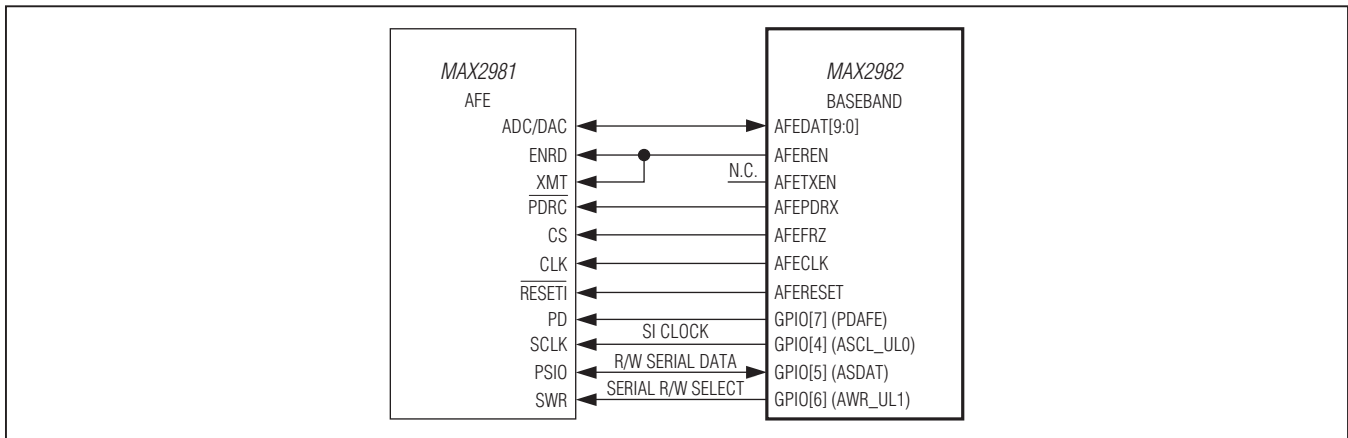 MAX2981
AFE
MAX2982
BASEBAND
ADC/DAC AFEDAT[9:0]
ENRD AFEREN
XMT N.C. AFETXEN
PDRC AFEPDRX
CS AFEFRZ
CLK AFECLK
RESETI AFERESET
PD GPIO[7] (PDAFE)
SCLK SI CLOCK GPIO[4] (ASCL_UL0)
PSIO R/W SERIAL DATA GPIO[5] (ASDAT)
SWR SERIAL R/W SELECT GPIO[6] (AWR_UL1)